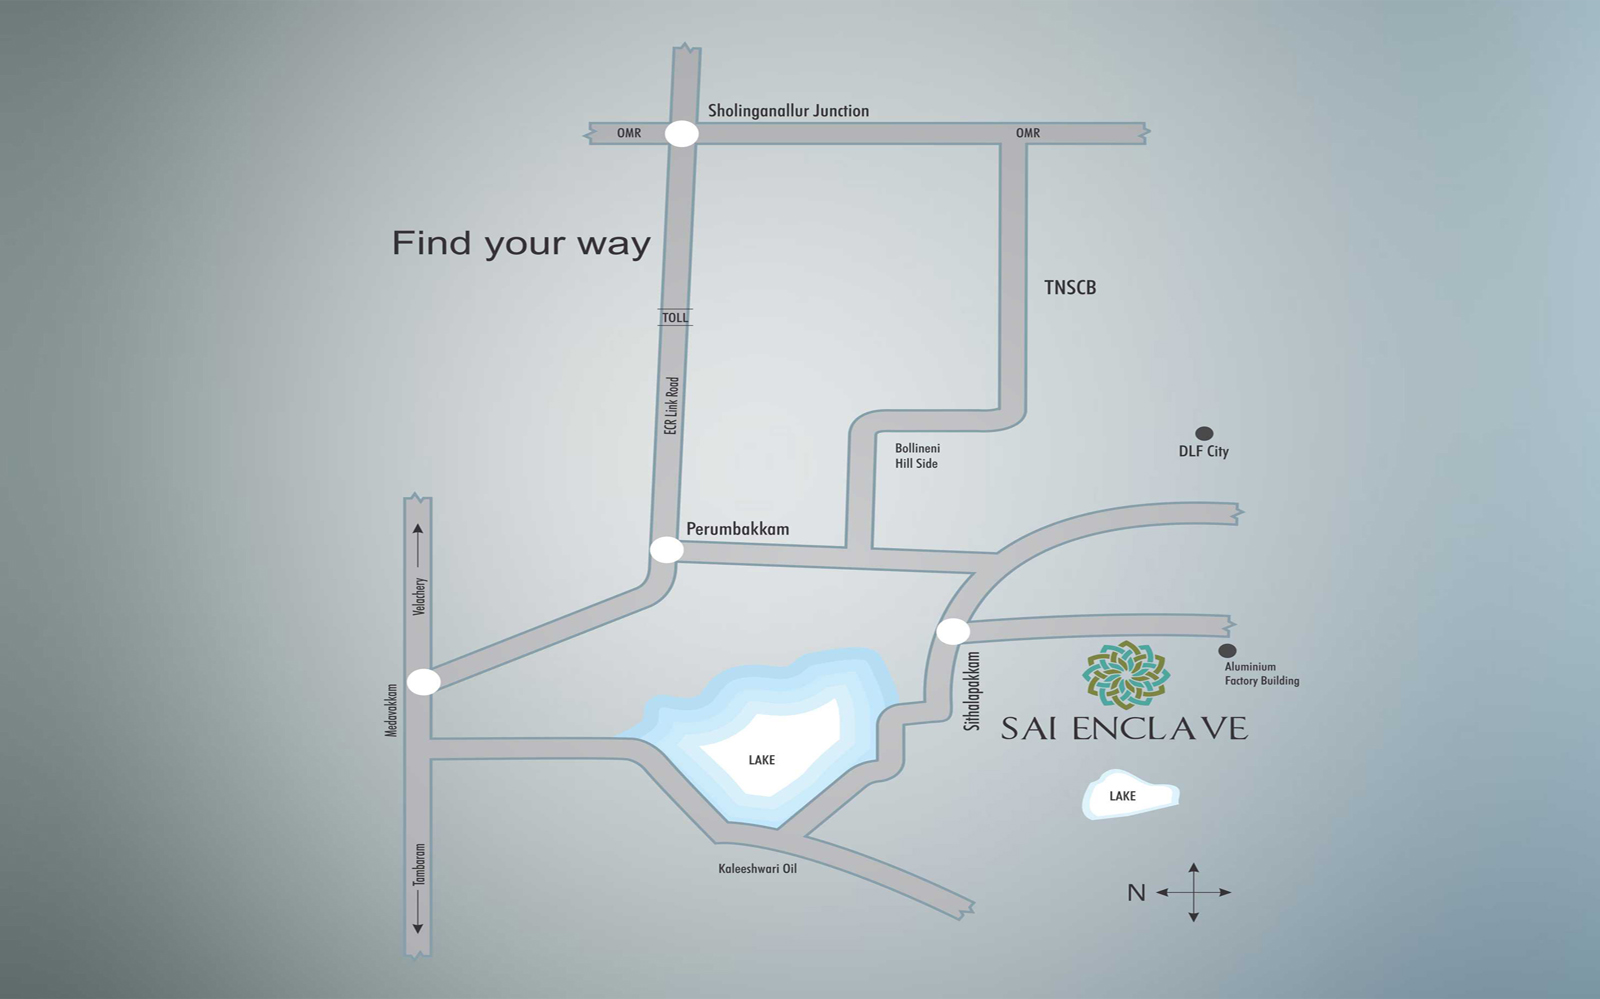 Sholinganallur Junction
OMR
OMR
Find your way
TNSCB
TOLL
ECR Link Road
Bollineni
Hill Side
DLF City
Perumbakkam
Velachery
Medavakkam
Sithalapakkam
Aluminium
Factory Building
SAI ENCLAVE
LAKE
LAKE
Tambaram
Kaleeshwari Oil
N